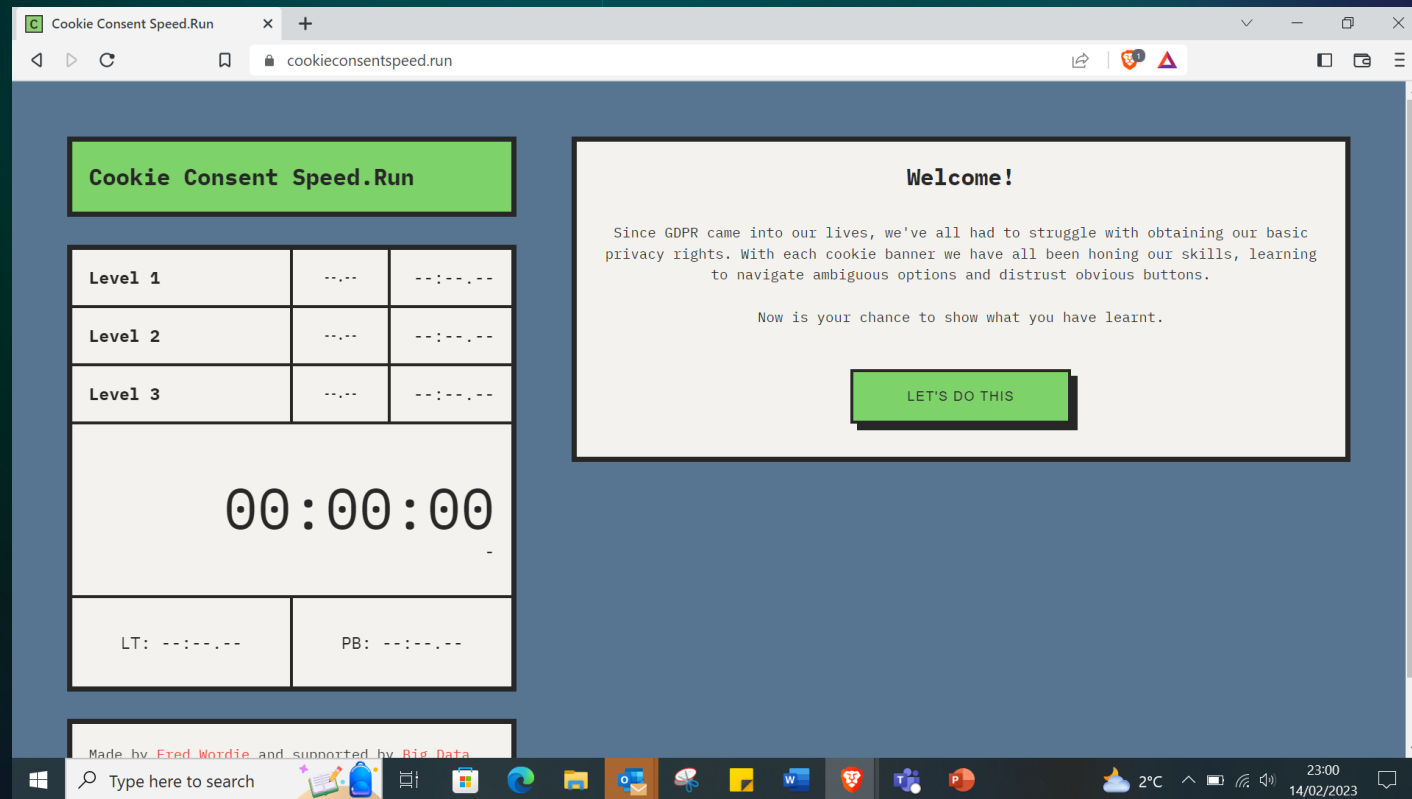 Cookie Consent Speed.Run
cookieconsentspeed.run
1
Cookie Consent Speed.Run
Level 1 --.-- --:--.--
Level 2 --.-- --:--.--
Level 3 --.-- --:--.--
00:00:00
-
LT: --:--.-- PB: --:--.--
Made by Fred Wordie and supported by Big Data
Welcome!
Since GDPR came into our lives, we've all had to struggle with obtaining our basic
privacy rights. With each cookie banner we have all been honing our skills, learning
to navigate ambiguous options and distrust obvious buttons.
Now is your chance to show what you have learnt.
LET'S DO THIS
Type here to search
2°C
23:00
14/02/2023